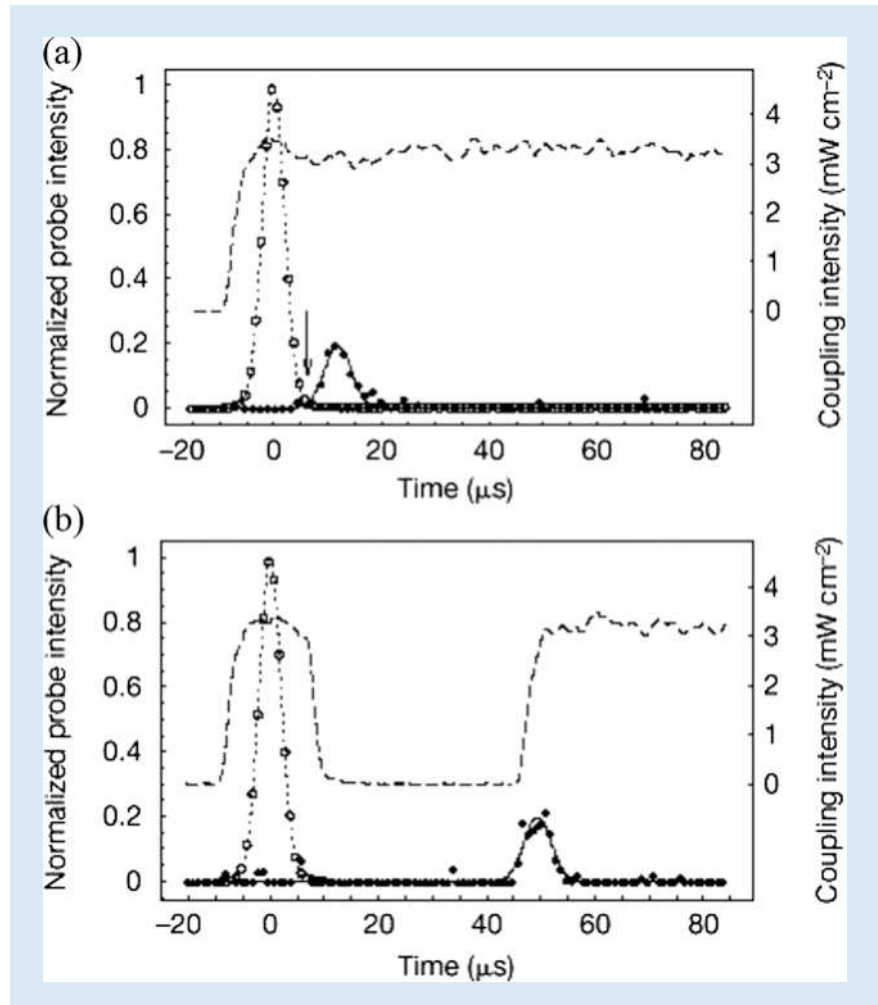 (a)
Normalized probe intensity
1
0.8
0.6
0.4
0.2
0
4
3
2
1
0
Coupling intensity (mW cm⁻²)
−20 0 20 40 60 80
Time (μs)
(b)
Normalized probe intensity
1
0.8
0.6
0.4
0.2
0
4
3
2
1
0
Coupling intensity (mW cm⁻²)
−20 0 20 40 60 80
Time (μs)